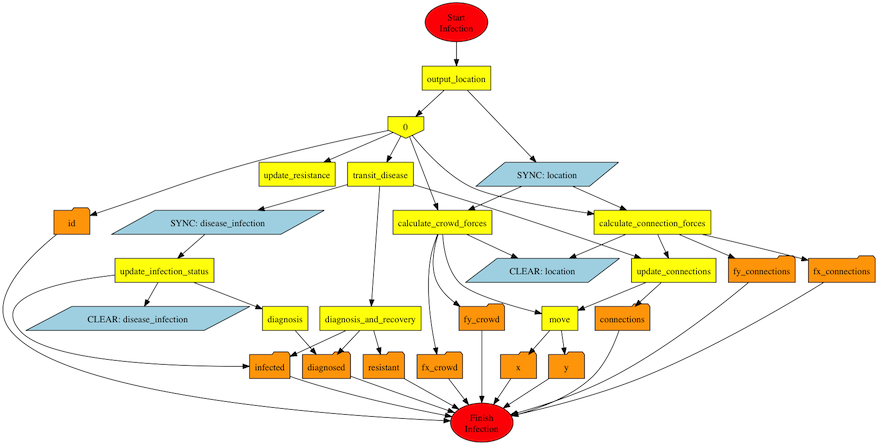 Start
Infection
output_location
0
update_resistance
transit_disease
SYNC: location
id
SYNC: disease_infection
calculate_crowd_forces
calculate_connection_forces
update_infection_status
CLEAR: location
update_connections
fy_connections
fx_connections
CLEAR: disease_infection
diagnosis
diagnosis_and_recovery
fy_crowd
move
connections
infected
diagnosed
resistant
fx_crowd
x
y
Finish
Infection